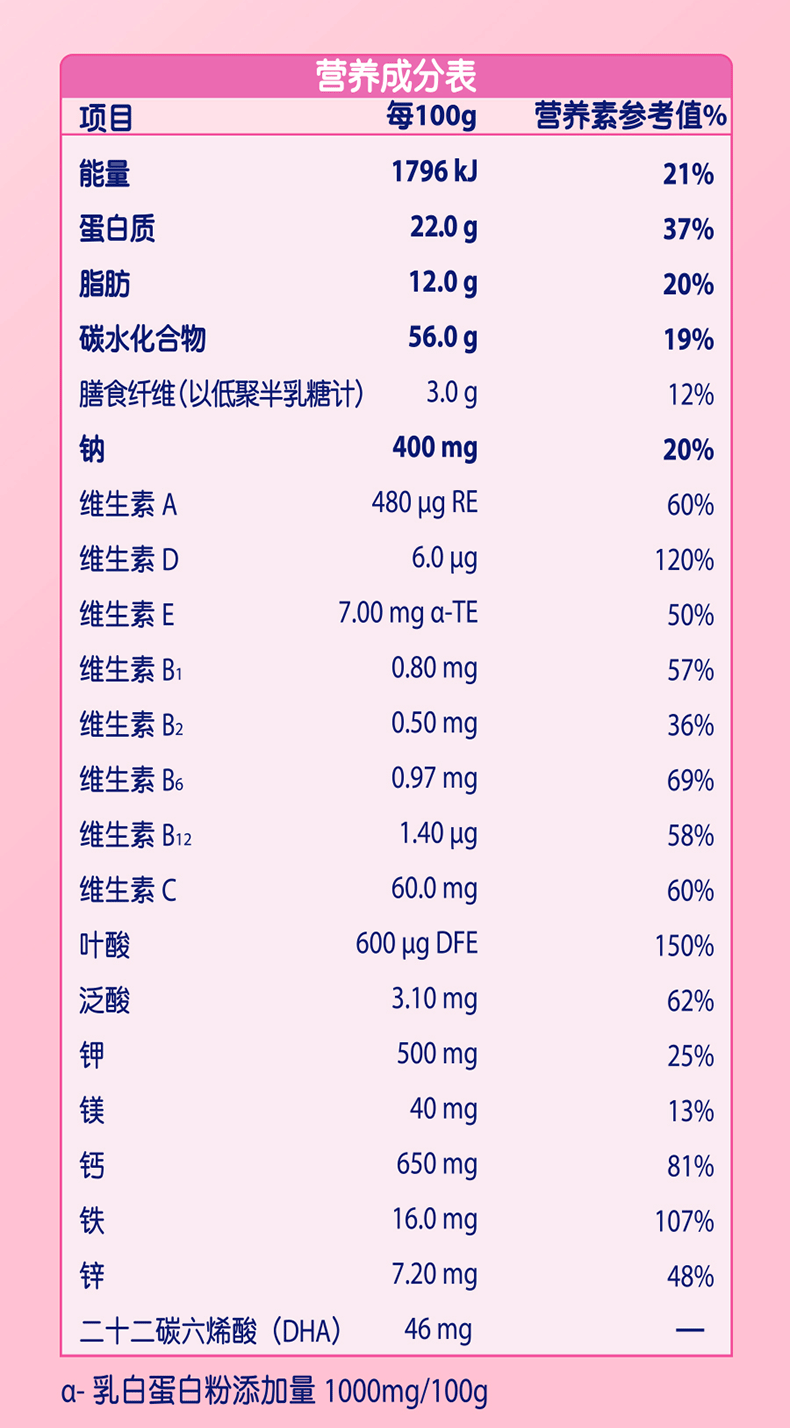 营养成分表
项目 每100g 营养素参考值%
能量 1796 kJ 21%
蛋白质 22.0 g 37%
脂肪 12.0 g 20%
碳水化合物 56.0 g 19%
膳食纤维(以低聚半乳糖计) 3.0 g 12%
钠 400 mg 20%
维生素 A 480 μg RE 60%
维生素 D 6.0 μg 120%
维生素 E 7.00 mg α-TE 50%
维生素 B1 0.80 mg 57%
维生素 B2 0.50 mg 36%
维生素 B6 0.97 mg 69%
维生素 B12 1.40 μg 58%
维生素 C 60.0 mg 60%
叶酸 600 μg DFE 150%
泛酸 3.10 mg 62%
钾 500 mg 25%
镁 40 mg 13%
钙 650 mg 81%
铁 16.0 mg 107%
锌 7.20 mg 48%
二十二碳六烯酸（DHA） 46 mg —
α- 乳白蛋白粉添加量 1000mg/100g